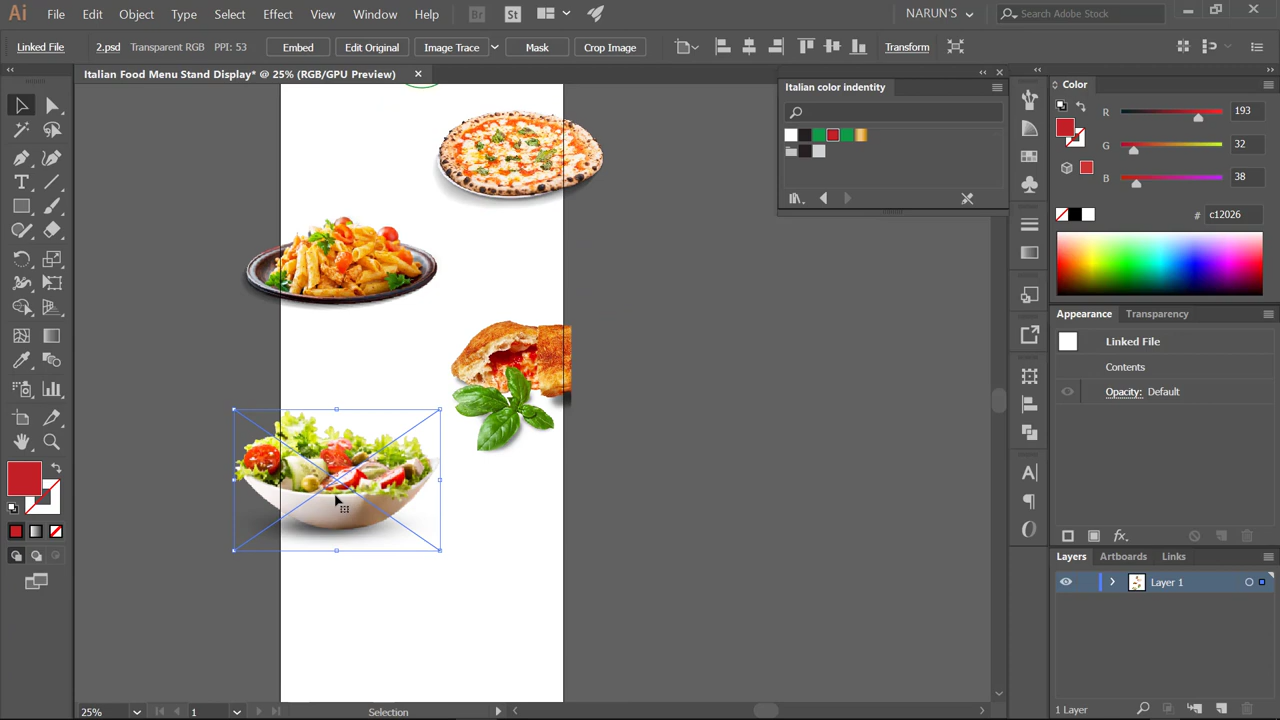 Ai File Edit Object Type Select Effect View Window Help Br St NARUN'S Search Adobe Stock
Linked File 2.psd Transparent RGB PPI: 53 Embed Edit Original Image Trace Mask Crop Image Transform
Italian Food Menu Stand Display* @ 25% (RGB/GPU Preview)
Italian color indentity
Color
R 193
G 32
B 38
# c12026
Appearance Transparency
Linked File
Contents
Opacity: Default
fx
Layers Artboards Links
Layer 1
1 Layer
25% 1 Selection